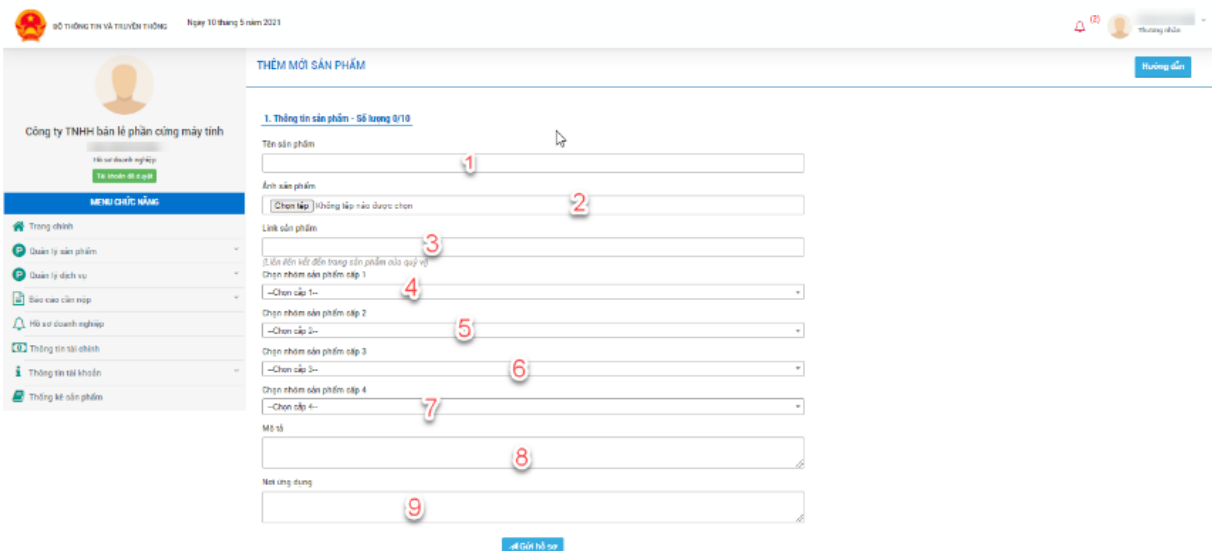 BỘ THÔNG TIN VÀ TRUYỀN THÔNG
Ngày 10 tháng 5 năm 2021
(2)
Thương nhân
THÊM MỚI SẢN PHẨM
Hướng dẫn
Công ty TNHH bán lẻ phần cứng máy tính
Hồ sơ doanh nghiệp
Tài khoản đã duyệt
MENU CHỨC NĂNG
Trang chính
Quản lý sản phẩm
Quản lý dịch vụ
Báo cáo cần nộp
Hồ sơ doanh nghiệp
Thông tin tài chính
Thông tin tài khoản
Thống kê sản phẩm
1. Thông tin sản phẩm - Số lượng 0/10
Tên sản phẩm
1
Ảnh sản phẩm
Chọn tệp Không tệp nào được chọn
2
Link sản phẩm
3
(Liên đến kết đến trang sản phẩm của quý vị)
Chọn nhóm sản phẩm cấp 1
--Chọn cấp 1--
4
Chọn nhóm sản phẩm cấp 2
--Chọn cấp 2--
5
Chọn nhóm sản phẩm cấp 3
--Chọn cấp 3--
6
Chọn nhóm sản phẩm cấp 4
--Chọn cấp 4--
7
Mô tả
8
Nơi ứng dụng
9
Gửi hồ sơ